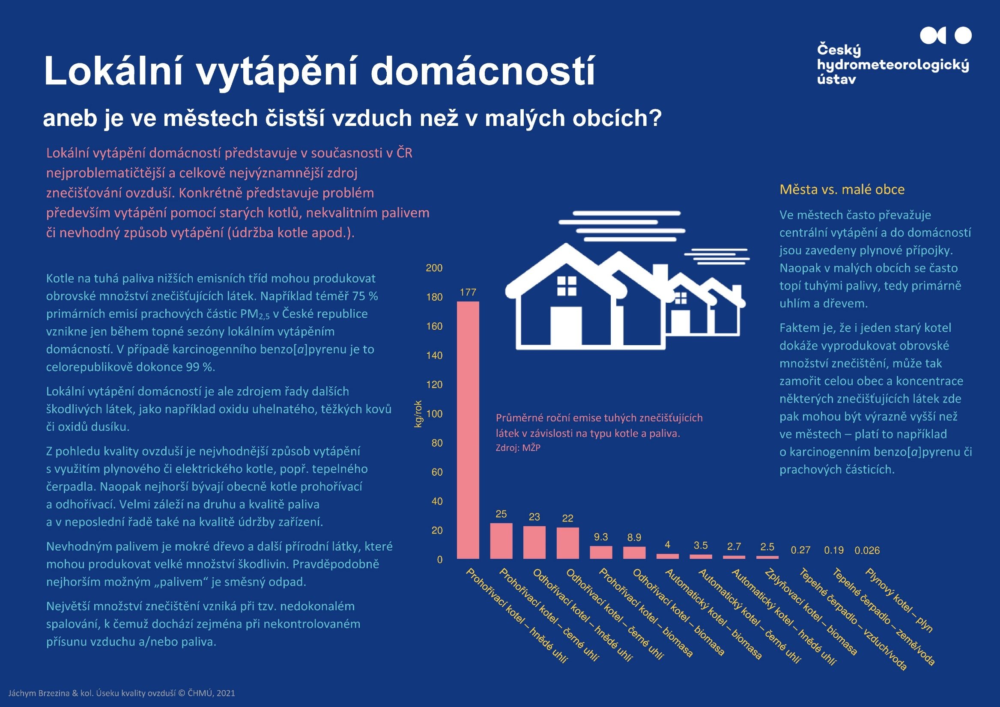 Český
hydrometeorologický
ústav
Lokální vytápění domácností
aneb je ve městech čistší vzduch než v malých obcích?
Lokální vytápění domácností představuje v současnosti v ČR
nejproblematičtější a celkově nejvýznamnější zdroj
znečišťování ovzduší. Konkrétně představuje problém
především vytápění pomocí starých kotlů, nekvalitním palivem
či nevhodný způsob vytápění (údržba kotle apod.).
Kotle na tuhá paliva nižších emisních tříd mohou produkovat
obrovské množství znečišťujících látek. Například téměř 75 %
primárních emisí prachových částic PM2,5 v České republice
vznikne jen během topné sezóny lokálním vytápěním
domácností. V případě karcinogenního benzo[a]pyrenu je to
celorepublikově dokonce 99 %.
Lokální vytápění domácností je ale zdrojem řady dalších
škodlivých látek, jako například oxidu uhelnatého, těžkých kovů
či oxidů dusíku.
Z pohledu kvality ovzduší je nejvhodnější způsob vytápění
s využitím plynového či elektrického kotle, popř. tepelného
čerpadla. Naopak nejhorší bývají obecně kotle prohořívací
a odhořívací. Velmi záleží na druhu a kvalitě paliva
a v neposlední řadě také na kvalitě údržby zařízení.
Nevhodným palivem je mokré dřevo a další přírodní látky, které
mohou produkovat velké množství škodlivin. Pravděpodobně
nejhorším možným „palivem“ je směsný odpad.
Největší množství znečištění vzniká při tzv. nedokonalém
spalování, k čemuž dochází zejména při nekontrolovaném
přísunu vzduchu a/nebo paliva.
kg/rok
200
180
160
140
120
100
80
60
40
20
0
177
25
23
22
9.3
8.9
4
3.5
2.7
2.5
0.27
0.19
0.026
Prohořívací kotel – hnědé uhlí
Prohořívací kotel – černé uhlí
Odhořívací kotel – hnědé uhlí
Odhořívací kotel – černé uhlí
Prohořívací kotel – biomasa
Odhořívací kotel – biomasa
Automatický kotel – biomasa
Automatický kotel – černé uhlí
Automatický kotel – hnědé uhlí
Zplyňovací kotel – biomasa
Tepelné čerpadlo – vzduch/voda
Tepelné čerpadlo – země/voda
Plynový kotel – plyn
Průměrné roční emise tuhých znečišťujících
látek v závislosti na typu kotle a paliva.
Zdroj: MŽP
Města vs. malé obce
Ve městech často převažuje
centrální vytápění a do domácností
jsou zavedeny plynové přípojky.
Naopak v malých obcích se často
topí tuhými palivy, tedy primárně
uhlím a dřevem.
Faktem je, že i jeden starý kotel
dokáže vyprodukovat obrovské
množství znečištění, může tak
zamořit celou obec a koncentrace
některých znečišťujících látek zde
pak mohou být výrazně vyšší než
ve městech – platí to například
o karcinogenním benzo[a]pyrenu či
prachových částicích.
Jáchym Brzezina & kol. Úseku kvality ovzduší © ČHMÚ, 2021